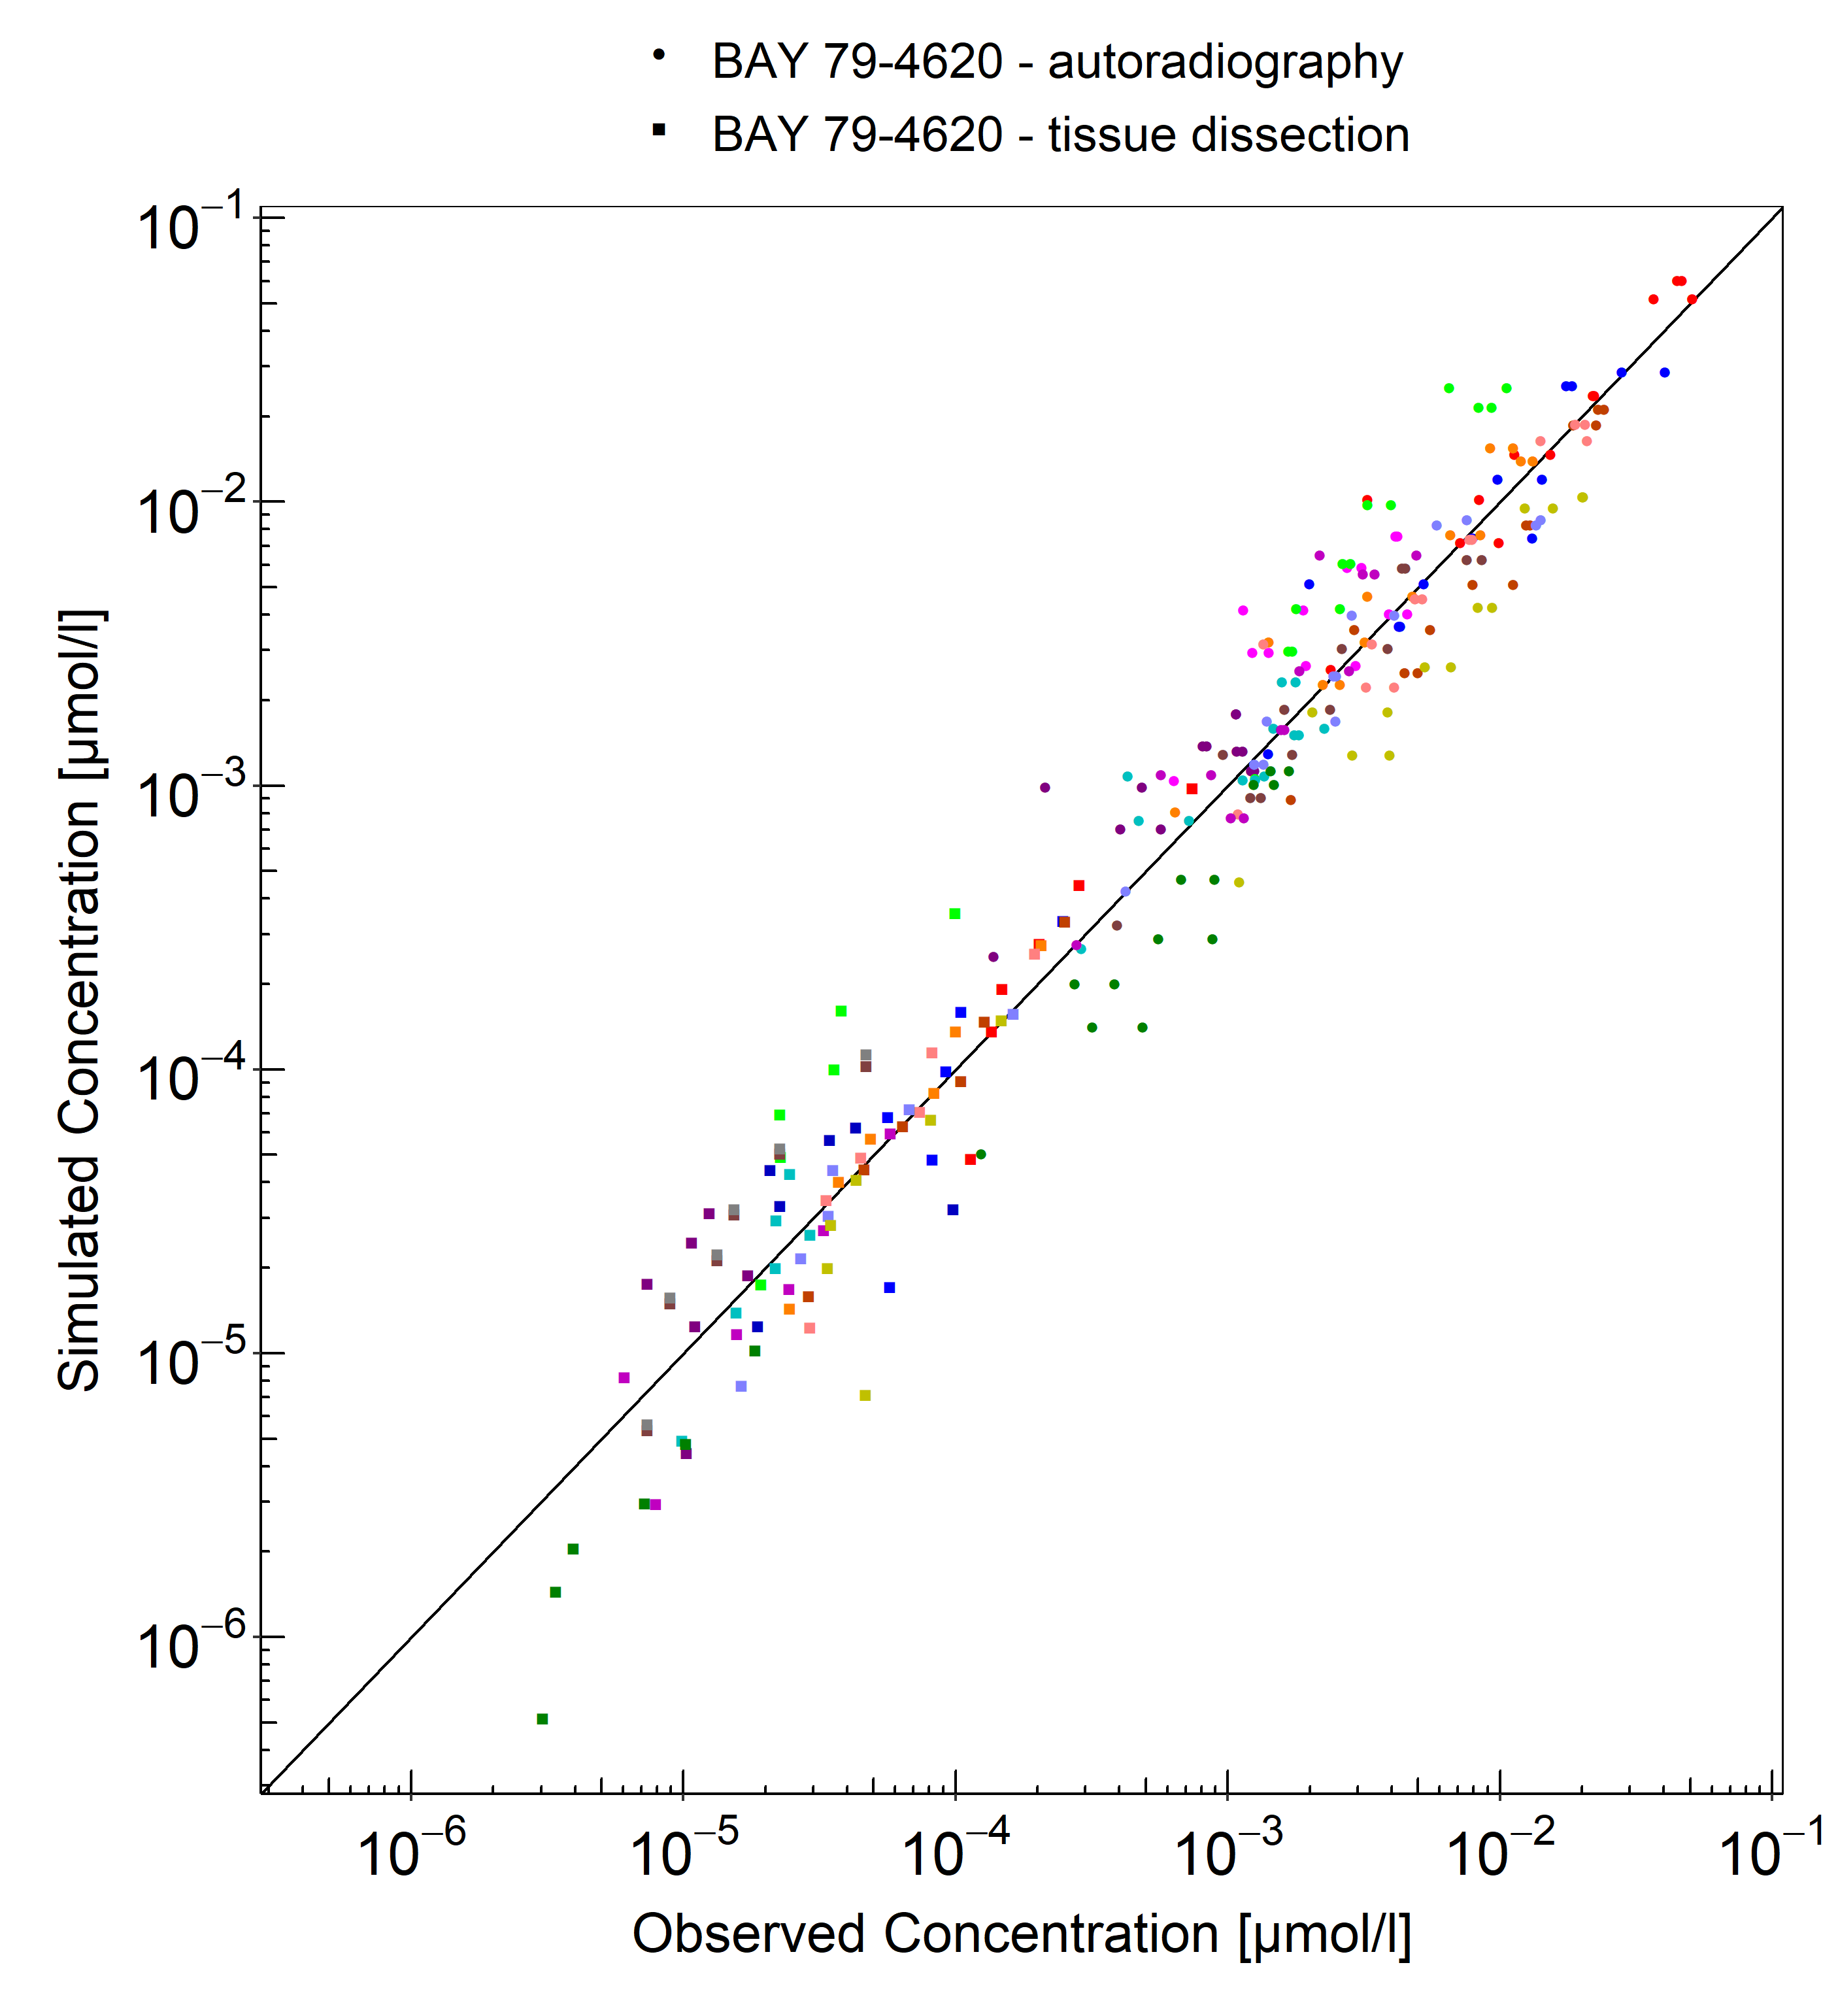 BAY 79-4620 - autoradiography
BAY 79-4620 - tissue dissection
10⁻¹
10⁻²
10⁻³
10⁻⁴
10⁻⁵
10⁻⁶
Simulated Concentration [µmol/l]
10⁻⁶ 10⁻⁵ 10⁻⁴ 10⁻³ 10⁻² 10⁻¹
Observed Concentration [µmol/l]